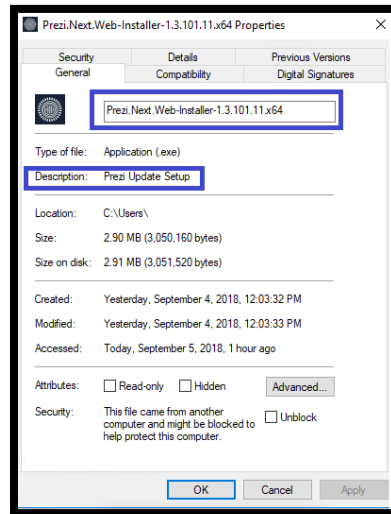 Prezi.Next.Web-Installer-1.3.101.11.x64 Properties
Security Details Previous Versions
General Compatibility Digital Signatures
Prezi.Next.Web-Installer-1.3.101.11.x64
Type of file: Application (.exe)
Description: Prezi Update Setup
Location: C:\Users\
Size: 2.90 MB (3,050,160 bytes)
Size on disk: 2.91 MB (3,051,520 bytes)
Created: Yesterday, September 4, 2018, 12:03:32 PM
Modified: Yesterday, September 4, 2018, 12:03:33 PM
Accessed: Today, September 5, 2018, 1 hour ago
Attributes: Read-only Hidden Advanced...
Security: This file came from another
computer and might be blocked to
help protect this computer.
Unblock
OK Cancel Apply